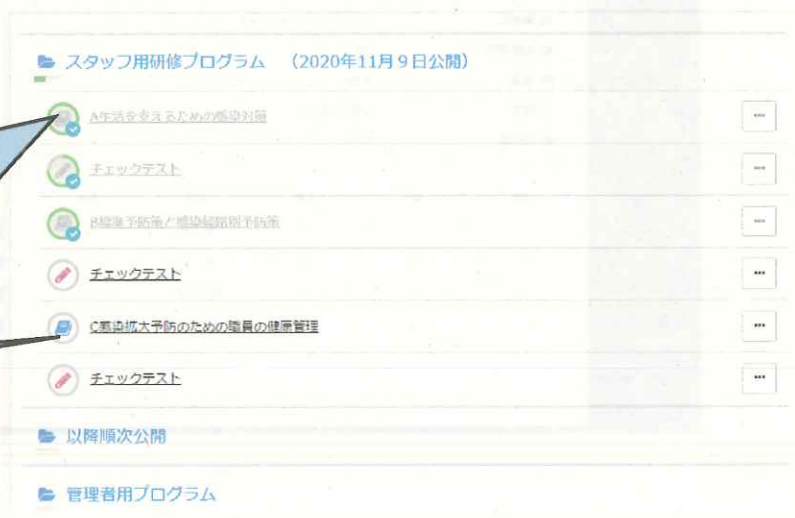 スタッフ用研修プログラム （2020年11月9日公開）
A生活を支えるための感染対策
チェックテスト
B標準予防策と感染経路別予防策
チェックテスト
C感染拡大予防のための職員の健康管理
チェックテスト
以降順次公開
管理者用プログラム